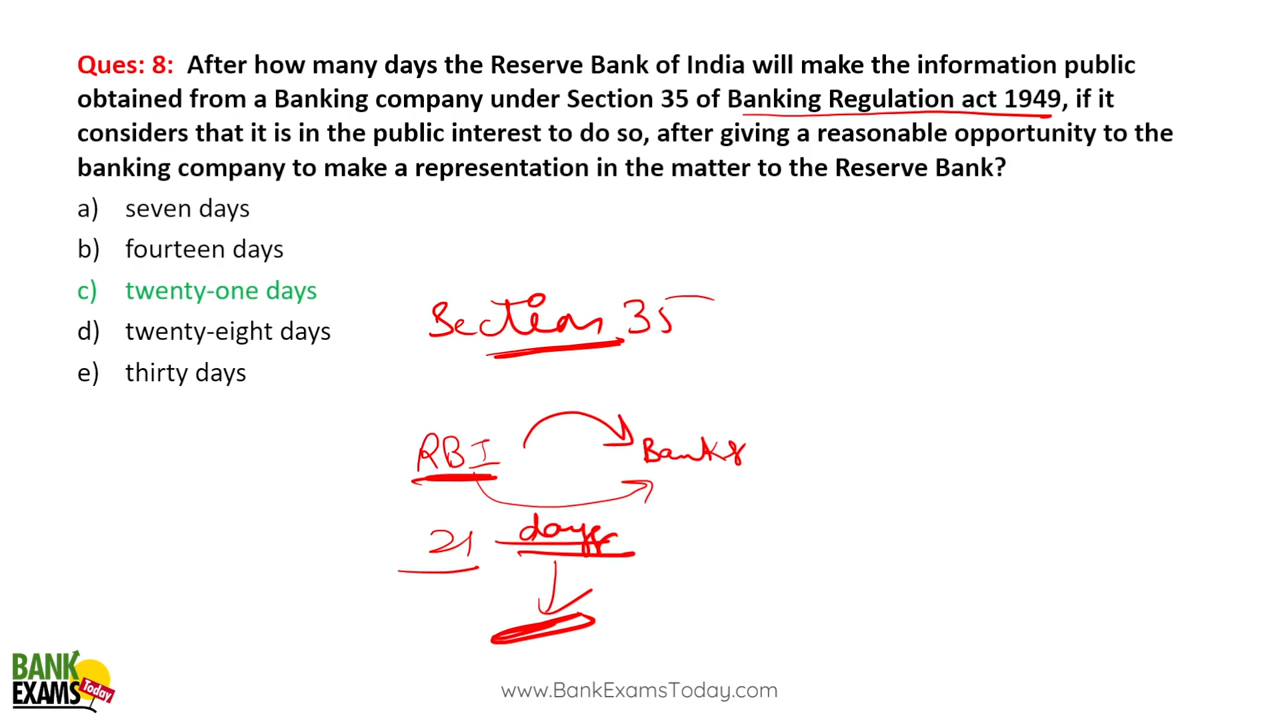 Ques: 8: After how many days the Reserve Bank of India will make the information public
obtained from a Banking company under Section 35 of Banking Regulation act 1949, if it
considers that it is in the public interest to do so, after giving a reasonable opportunity to the
banking company to make a representation in the matter to the Reserve Bank?
a) seven days
b) fourteen days
c) twenty-one days
d) twenty-eight days
e) thirty days
Section 35
RBI Banks
21 days
BANK
EXAMS Today
www.BankExamsToday.com